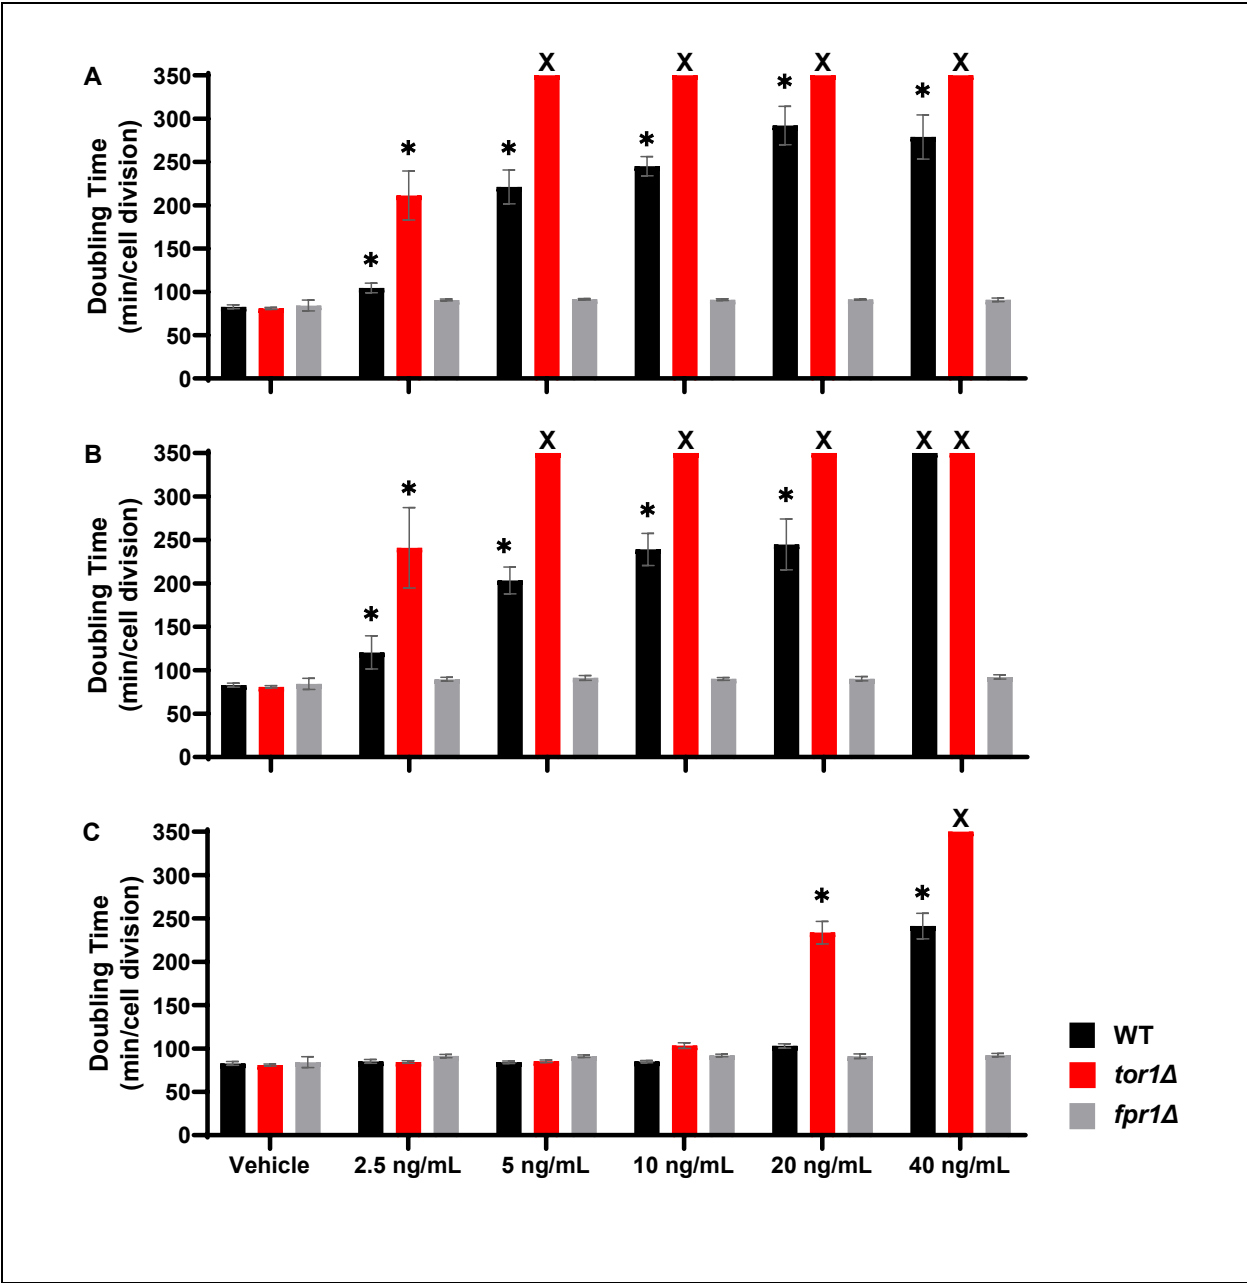 A
Doubling Time
(min/cell division)
350
300
250
200
150
100
50
0
* * * X * X * X * X
B
Doubling Time
(min/cell division)
350
300
250
200
150
100
50
0
* * * X * X * X X X
C
Doubling Time
(min/cell division)
350
300
250
200
150
100
50
0
* * X
Vehicle 2.5 ng/mL 5 ng/mL 10 ng/mL 20 ng/mL 40 ng/mL
WT
tor1Δ
fpr1Δ